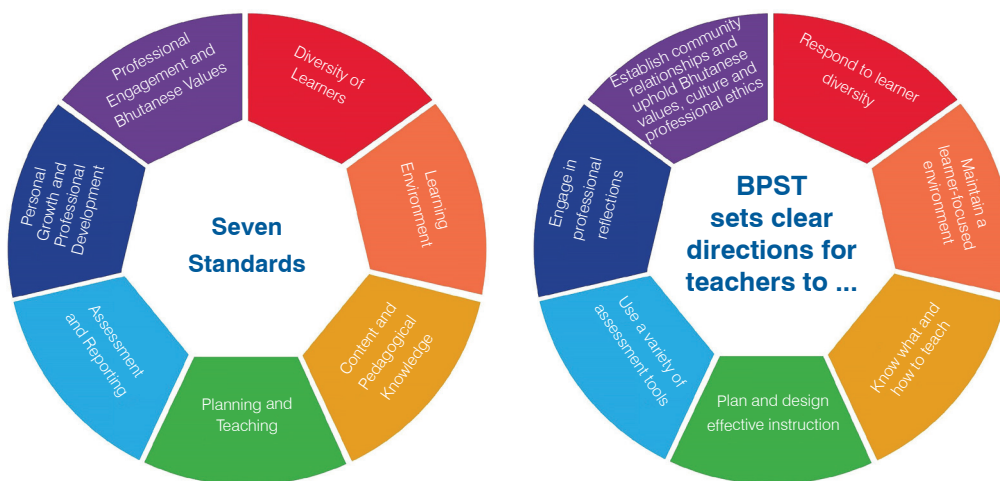 Seven
Standards
Diversity of
Learners
Learning
Environment
Content and
Pedagogical
Knowledge
Planning and
Teaching
Assessment
and Reporting
Personal
Growth and
Professional
Development
Professional
Engagement and
Bhutanese Values
BPST
sets clear
directions for
teachers to ...
Respond to learner
diversity
Maintain a
learner-focused
environment
Know what and
how to teach
Plan and design
effective instruction
Use a variety of
assessment tools
Engage in
professional
reflections
Establish community
relationships and
uphold Bhutanese
values, culture and
professional ethics